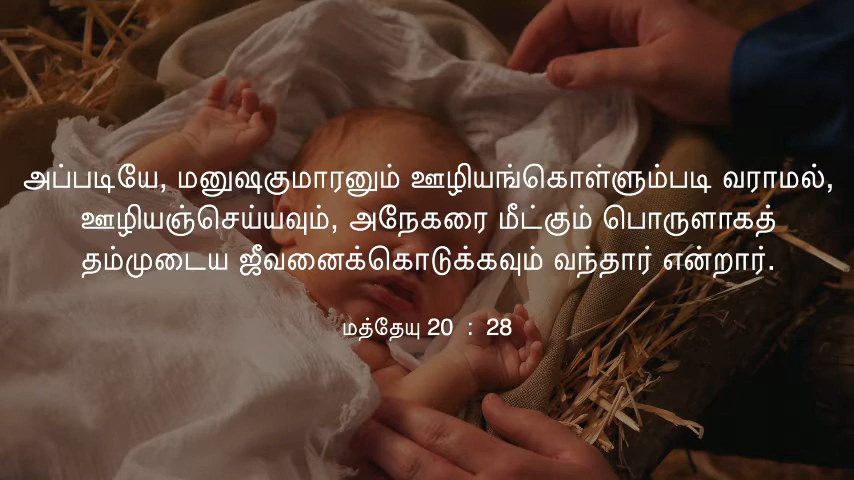 அப்படியே, மனுஷகுமாரனும் ஊழியங்கொள்ளும்படி வராமல்,
ஊழியஞ்செய்யவும், அநேகரை மீட்கும் பொருளாகத்
தம்முடைய ஜீவனைக்கொடுக்கவும் வந்தார் என்றார்.
மத்தேயு 20 : 28